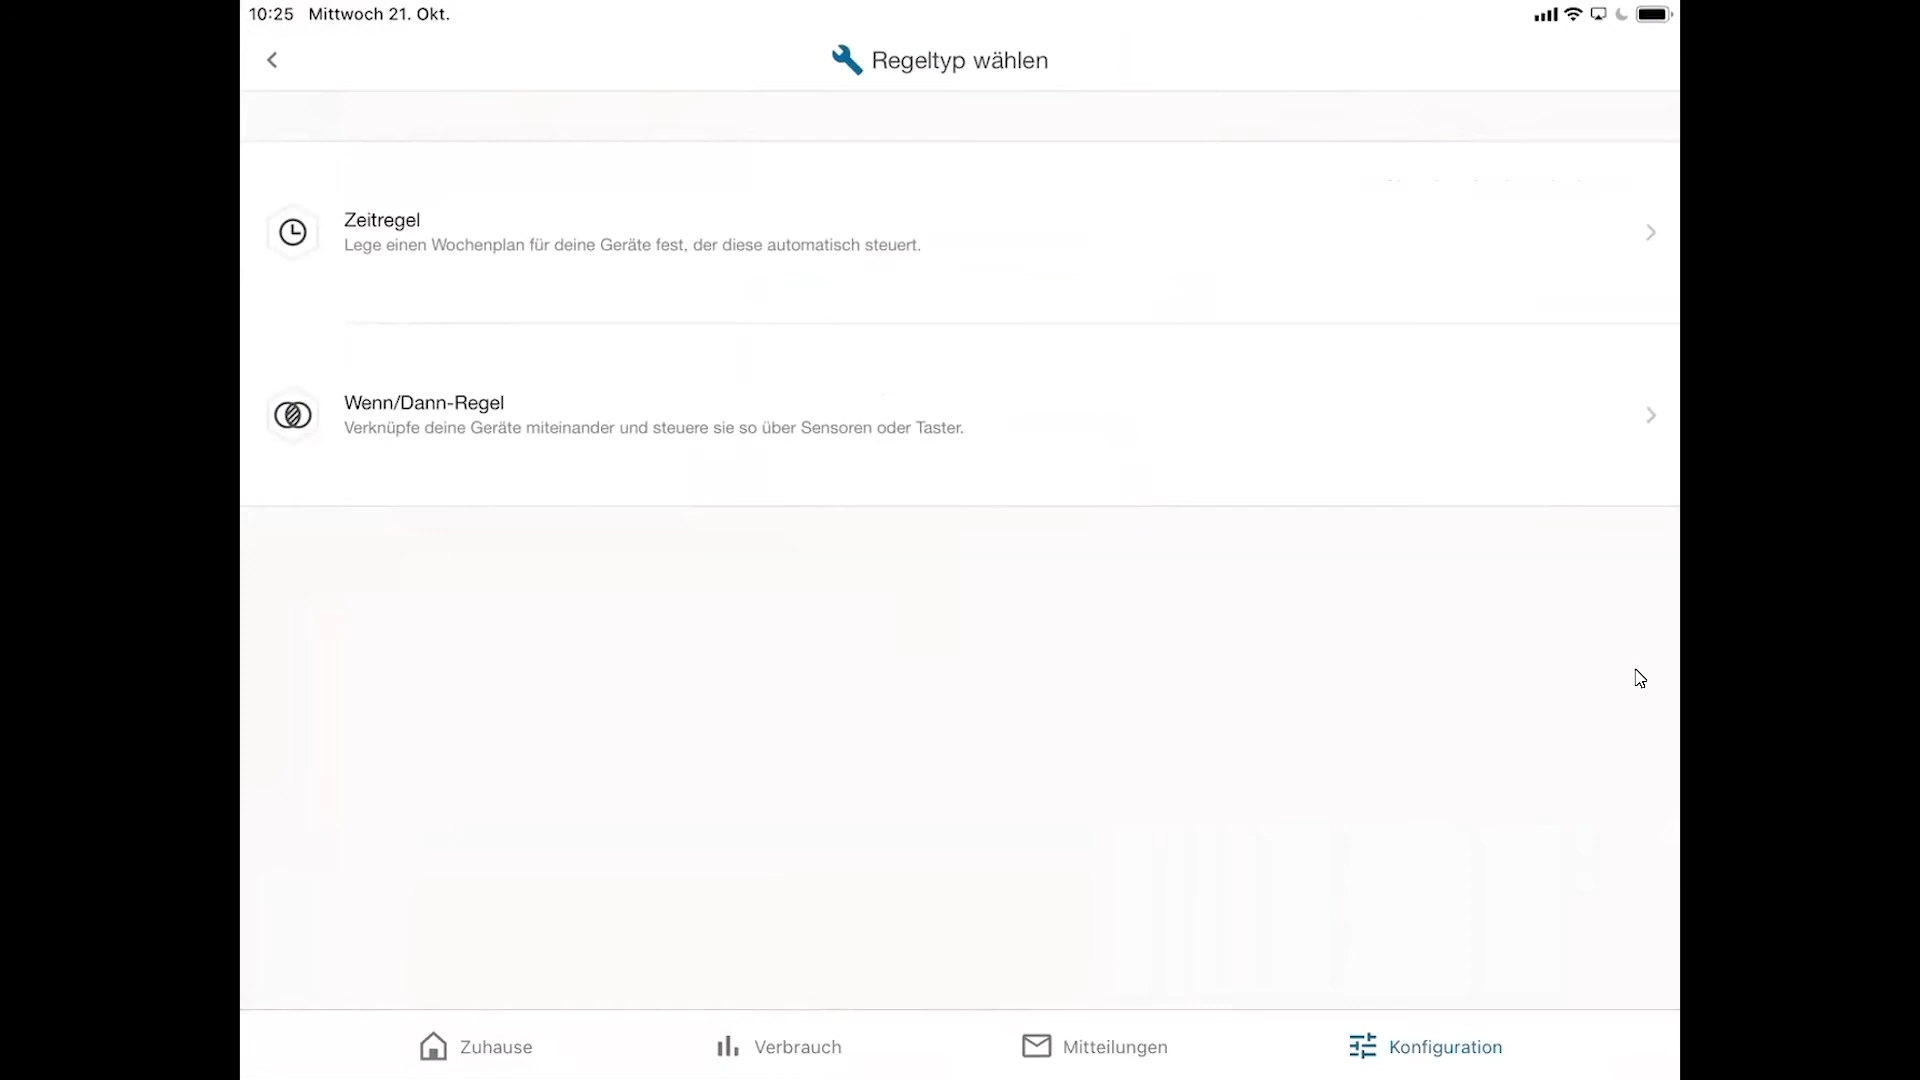 10:25 Mittwoch 21. Okt.
Regeltyp wählen
Zeitregel
Lege einen Wochenplan für deine Geräte fest, der diese automatisch steuert.
Wenn/Dann-Regel
Verknüpfe deine Geräte miteinander und steuere sie so über Sensoren oder Taster.
Zuhause Verbrauch Mitteilungen Konfiguration